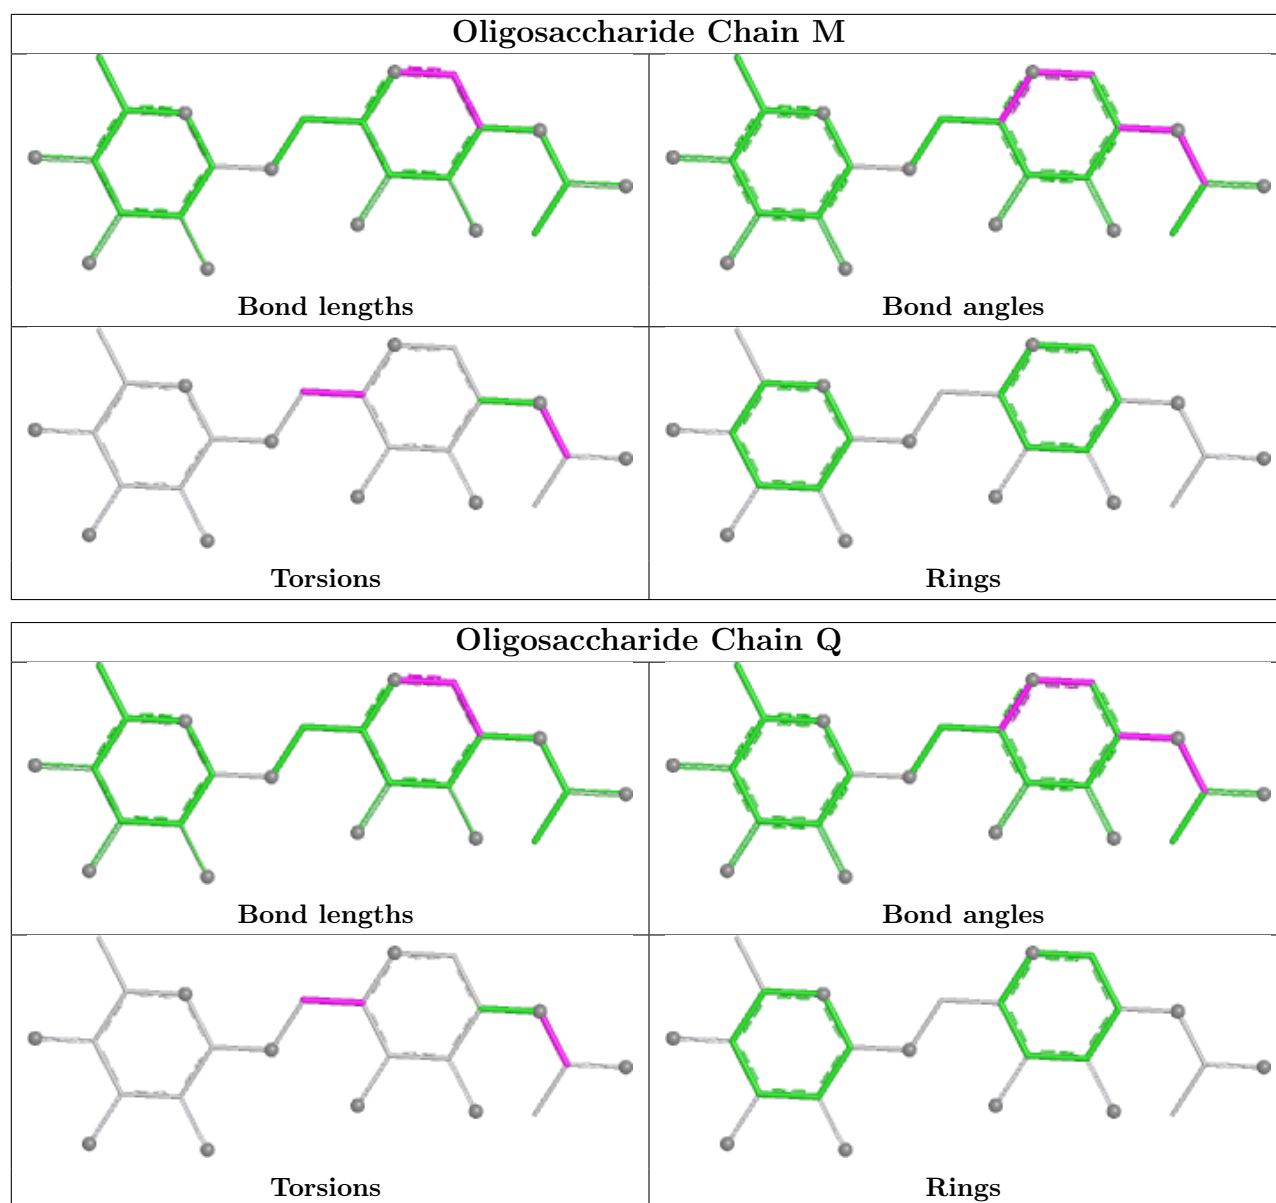 Oligosaccharide Chain M
Bond lengths
Bond angles
Torsions
Rings
Oligosaccharide Chain Q
Bond lengths
Bond angles
Torsions
Rings